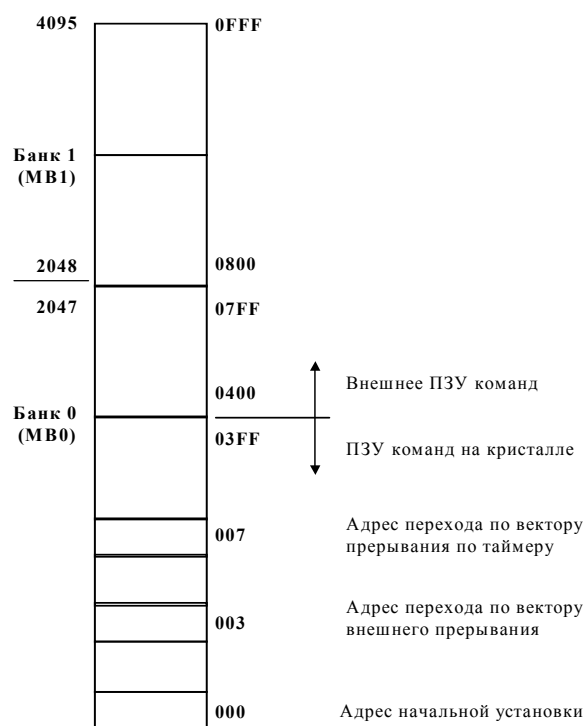 4095
0FFF
Банк 1
(MB1)
2048
0800
2047
07FF
0400
Внешнее ПЗУ команд
Банк 0
(MB0)
03FF
ПЗУ команд на кристалле
007
Адрес перехода по вектору
прерывания по таймеру
003
Адрес перехода по вектору
внешнего прерывания
000
Адрес начальной установки